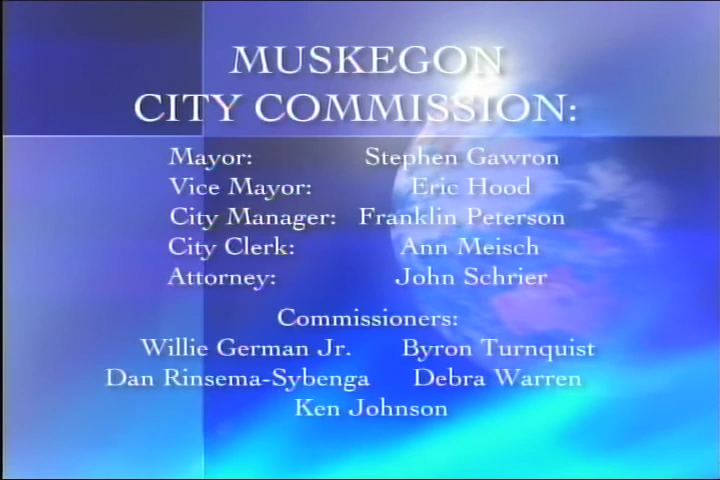 MUSKEGON
CITY COMMISSION:
Mayor: Stephen Gawron
Vice Mayor: Eric Hood
City Manager: Franklin Peterson
City Clerk: Ann Meisch
Attorney: John Schrier
Commissioners:
Willie German Jr. Byron Turnquist
Dan Rinsema-Sybenga Debra Warren
Ken Johnson